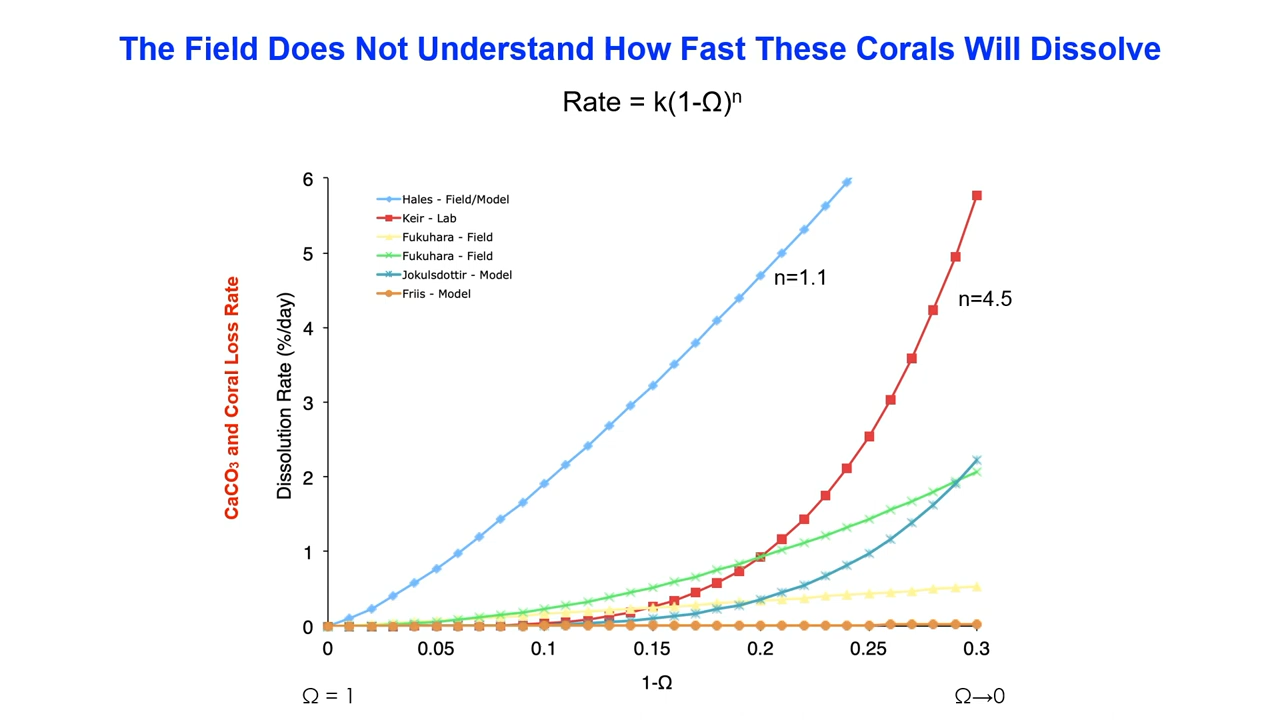 The Field Does Not Understand How Fast These Corals Will Dissolve
Rate = k(1-Ω)ⁿ
Hales - Field/Model
Keir - Lab
Fukuhara - Field
Fukuhara - Field
Jokulsdottir - Model
Friis - Model
n=1.1
n=4.5
CaCO₃ and Coral Loss Rate
Dissolution Rate (%/day)
6
5
4
3
2
1
0
0 0.05 0.1 0.15 0.2 0.25 0.3
1-Ω
Ω = 1
Ω→0